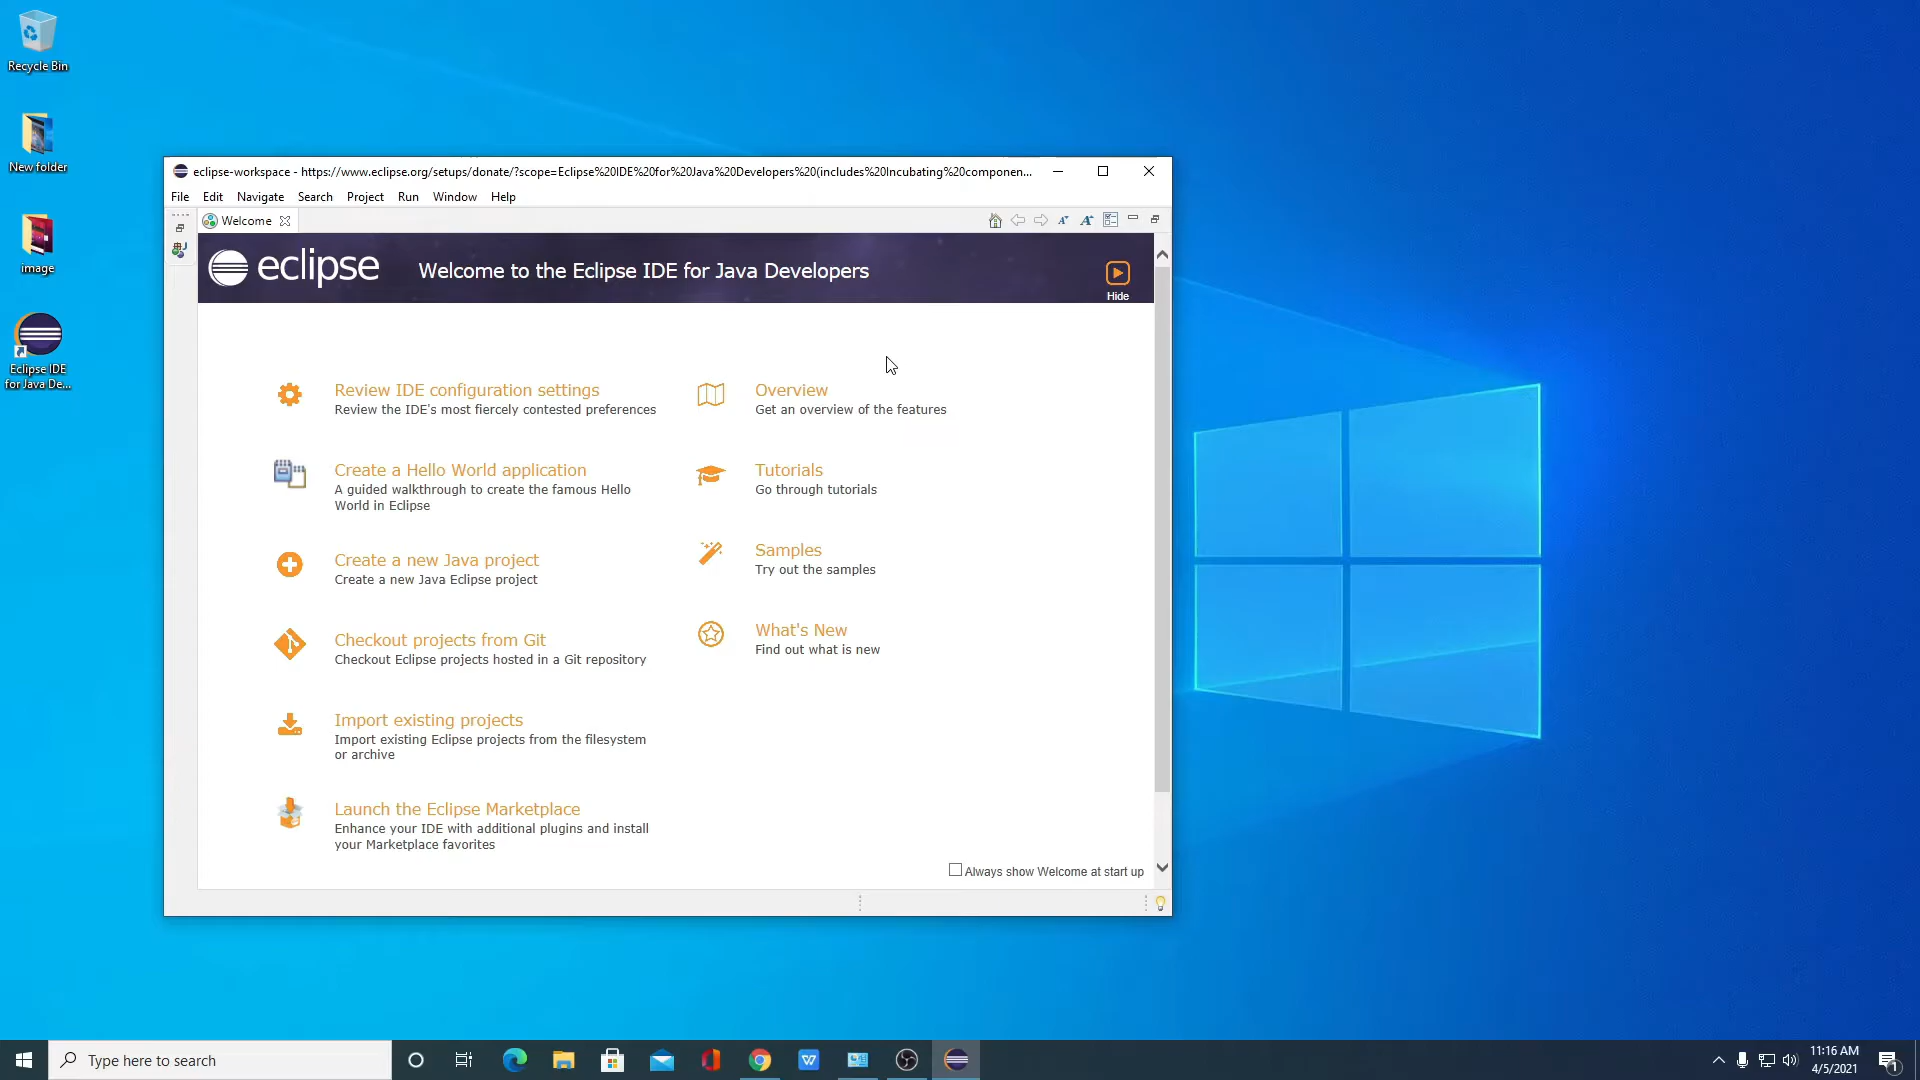 Recycle Bin
New folder
image
Eclipse IDE
for Java De...
eclipse-workspace - https://www.eclipse.org/setups/donate/?scope=Eclipse%20IDE%20for%20Java%20Developers%20(includes%20Incubating%20componen...
File Edit Navigate Search Project Run Window Help
Welcome
eclipse
Welcome to the Eclipse IDE for Java Developers
Hide
Review IDE configuration settings
Review the IDE's most fiercely contested preferences
Create a Hello World application
A guided walkthrough to create the famous Hello
World in Eclipse
Create a new Java project
Create a new Java Eclipse project
Checkout projects from Git
Checkout Eclipse projects hosted in a Git repository
Import existing projects
Import existing Eclipse projects from the filesystem
or archive
Launch the Eclipse Marketplace
Enhance your IDE with additional plugins and install
your Marketplace favorites
Overview
Get an overview of the features
Tutorials
Go through tutorials
Samples
Try out the samples
What's New
Find out what is new
Always show Welcome at start up
Type here to search
11:16 AM
4/5/2021
1